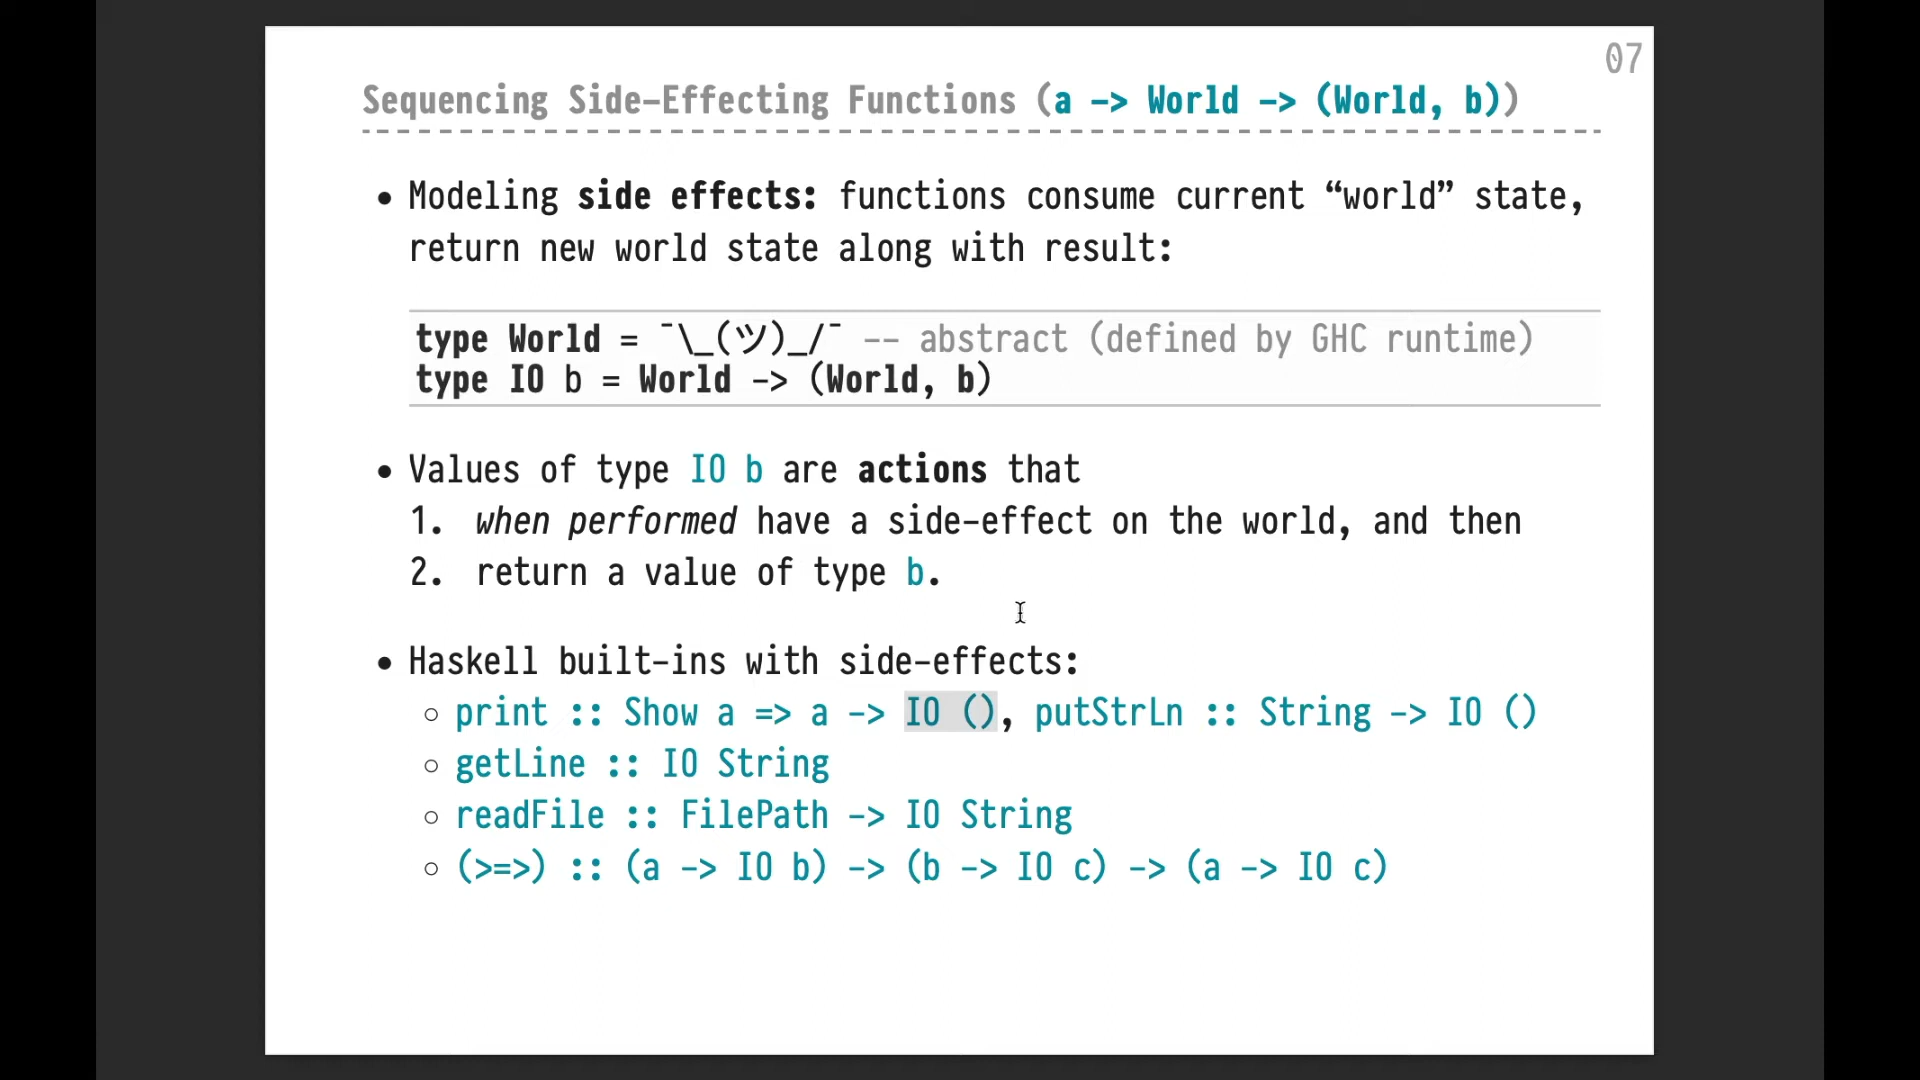 07
Sequencing Side-Effecting Functions (a -> World -> (World, b))
• Modeling side effects: functions consume current “world” state,
return new world state along with result:
type World = ¯\_(ツ)_/¯ -- abstract (defined by GHC runtime)
type IO b = World -> (World, b)
• Values of type IO b are actions that
1. when performed have a side-effect on the world, and then
2. return a value of type b.
• Haskell built-ins with side-effects:
○ print :: Show a => a -> IO (), putStrLn :: String -> IO ()
○ getLine :: IO String
○ readFile :: FilePath -> IO String
○ (>=>) :: (a -> IO b) -> (b -> IO c) -> (a -> IO c)